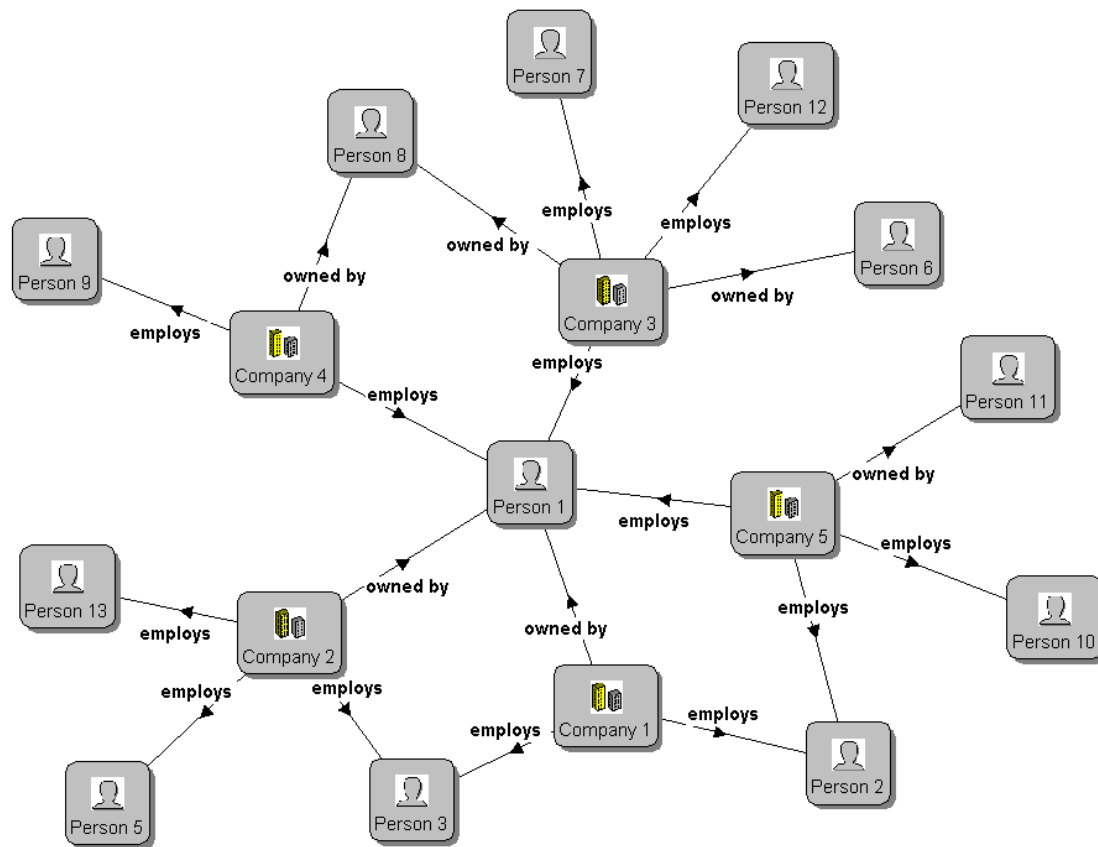 Person 7
Person 12
Person 8
employs
employs
owned by
Person 6
Person 9
owned by
owned by
employs
Company 3
Company 4
employs
employs
Person 11
owned by
Person 1
employs
Company 5
employs
owned by
employs
Person 13
employs
owned by
Person 10
Company 2
employs
employs
employs
employs
Company 1
Person 2
Person 5
Person 3